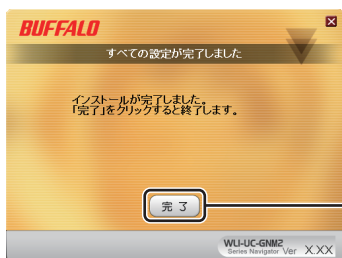 BUFFALO
すべての設定が完了しました
インストールが完了しました。
「完了」をクリックすると終了します。
完了
WLI-UC-GNM2
Series Navigator Ver X.XX